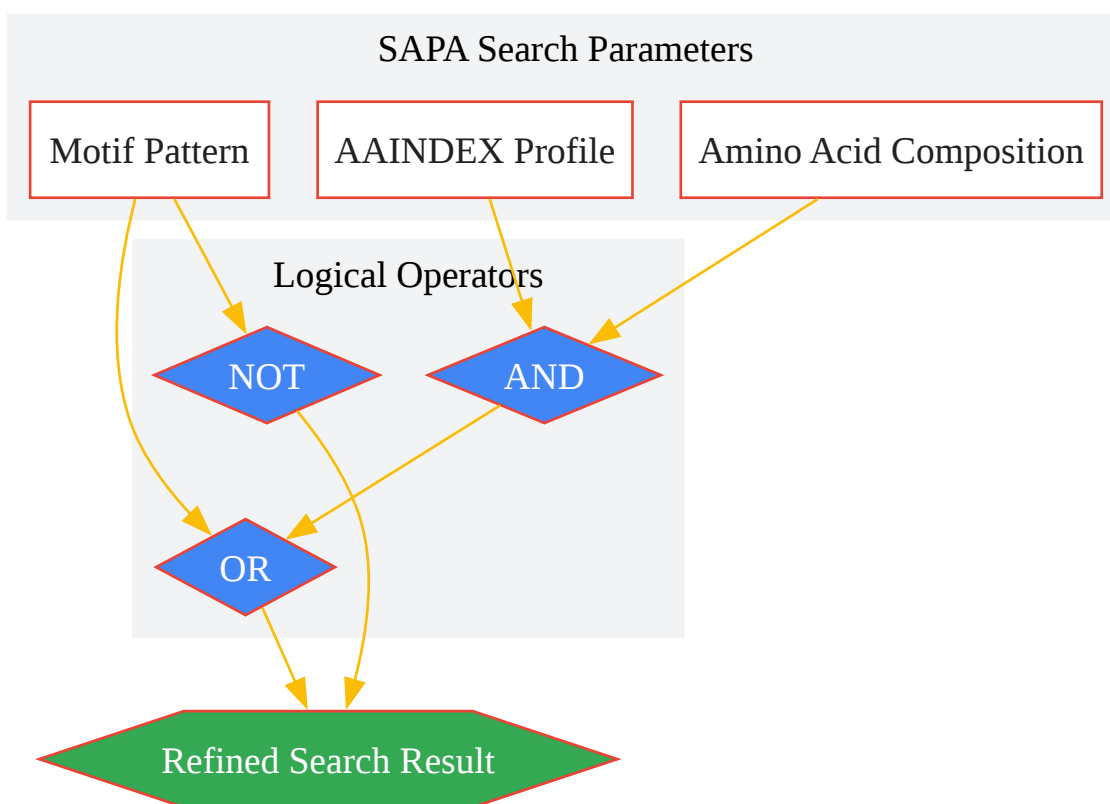 SAPA Search Parameters
Motif Pattern
AAINDEX Profile
Amino Acid Composition
Logical Operators
NOT
AND
OR
Refined Search Result